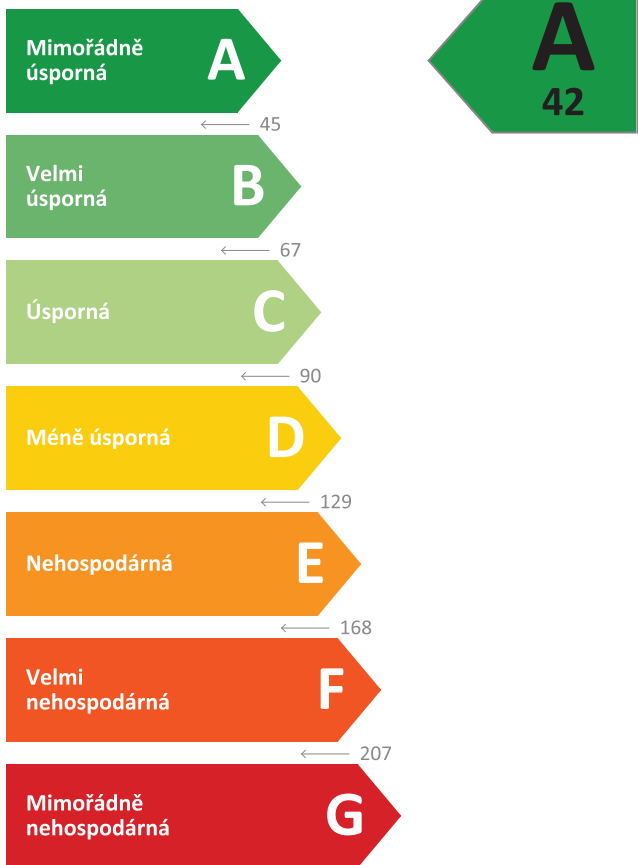 Mimořádně
úsporná
A
A
42
45
Velmi
úsporná
B
67
Úsporná
C
90
Méně úsporná
D
129
Nehospodárná
E
168
Velmi
nehospodárná
F
207
Mimořádně
nehospodárná
G